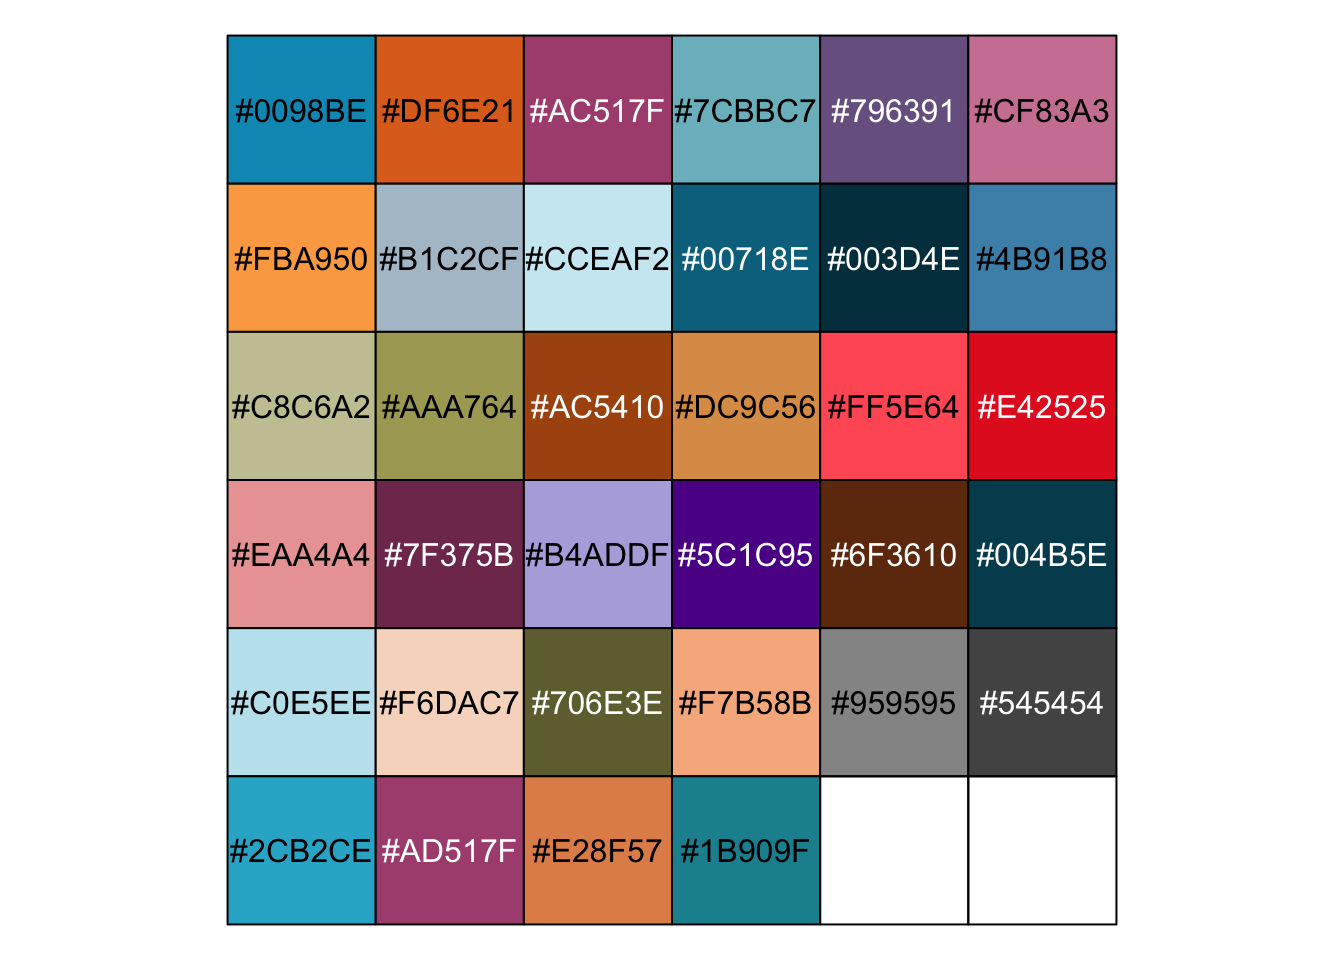 #0098BE #DF6E21 #AC517F #7CBBC7 #796391 #CF83A3
#FBA950 #B1C2CF #CCEAF2 #00718E #003D4E #4B91B8
#C8C6A2 #AAA764 #AC5410 #DC9C56 #FF5E64 #E42525
#EAA4A4 #7F375B #B4ADDF #5C1C95 #6F3610 #004B5E
#C0E5EE #F6DAC7 #706E3E #F7B58B #959595 #545454
#2CB2CE #AD517F #E28F57 #1B909F